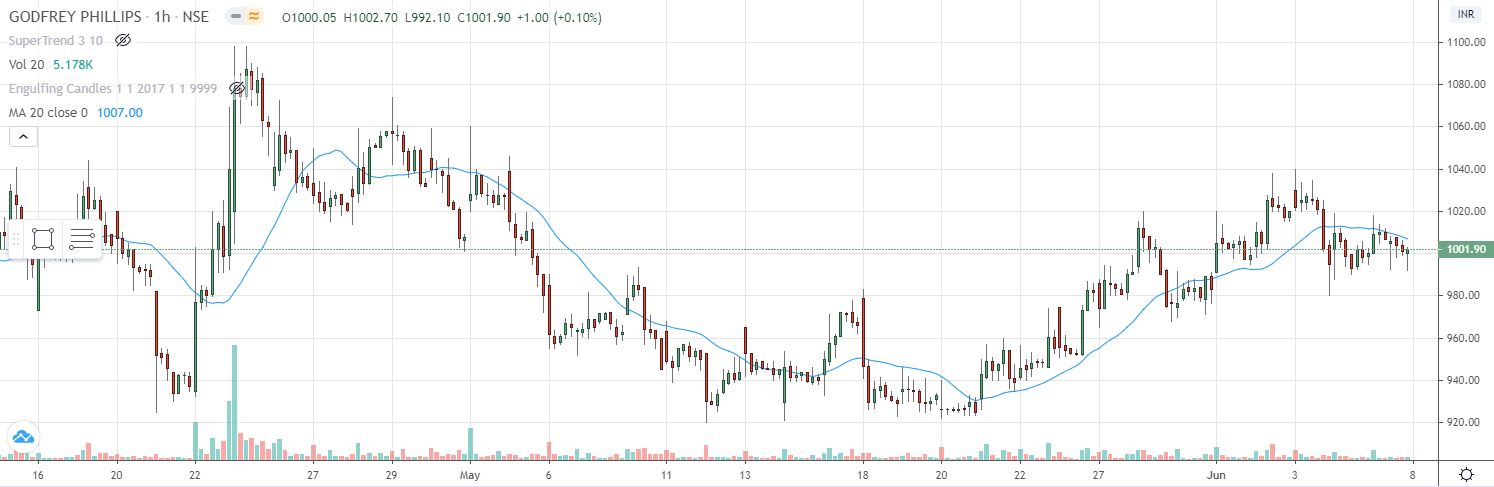 GODFREY PHILLIPS · 1h · NSE O1000.05 H1002.70 L992.10 C1001.90 +1.00 (+0.10%)
INR
SuperTrend 3 10
Vol 20 5.178K
Engulfing Candles 1 1 2017 1 1 9999
MA 20 close 0 1007.00
1100.00
1080.00
1060.00
1040.00
1020.00
1001.90
980.00
960.00
940.00
920.00
16 20 22 27 29 May 6 11 13 18 20 22 27 Jun 3 8